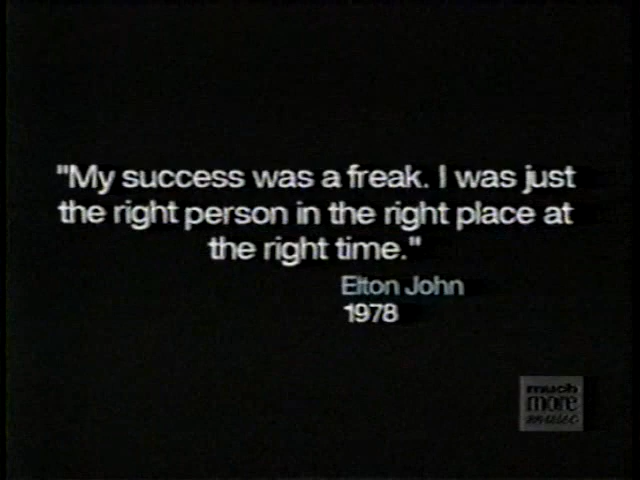 "My success was a freak. I was just
the right person in the right place at
the right time."
Elton John
1978
much
more
music